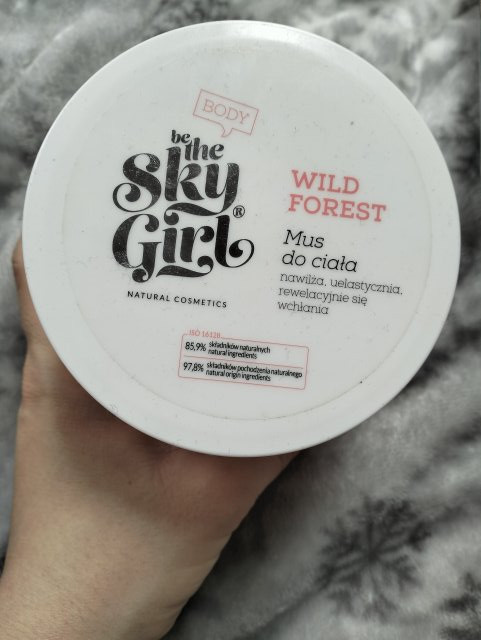 BODY
be the
Sky
Girl®
NATURAL COSMETICS
WILD
FOREST
Mus
do ciała
nawilża, uelastycznia,
rewelacyjnie się
wchłania
ISO 16128
85,9% składników naturalnych
natural ingredients
97,8% składników pochodzenia naturalnego
natural origin ingredients